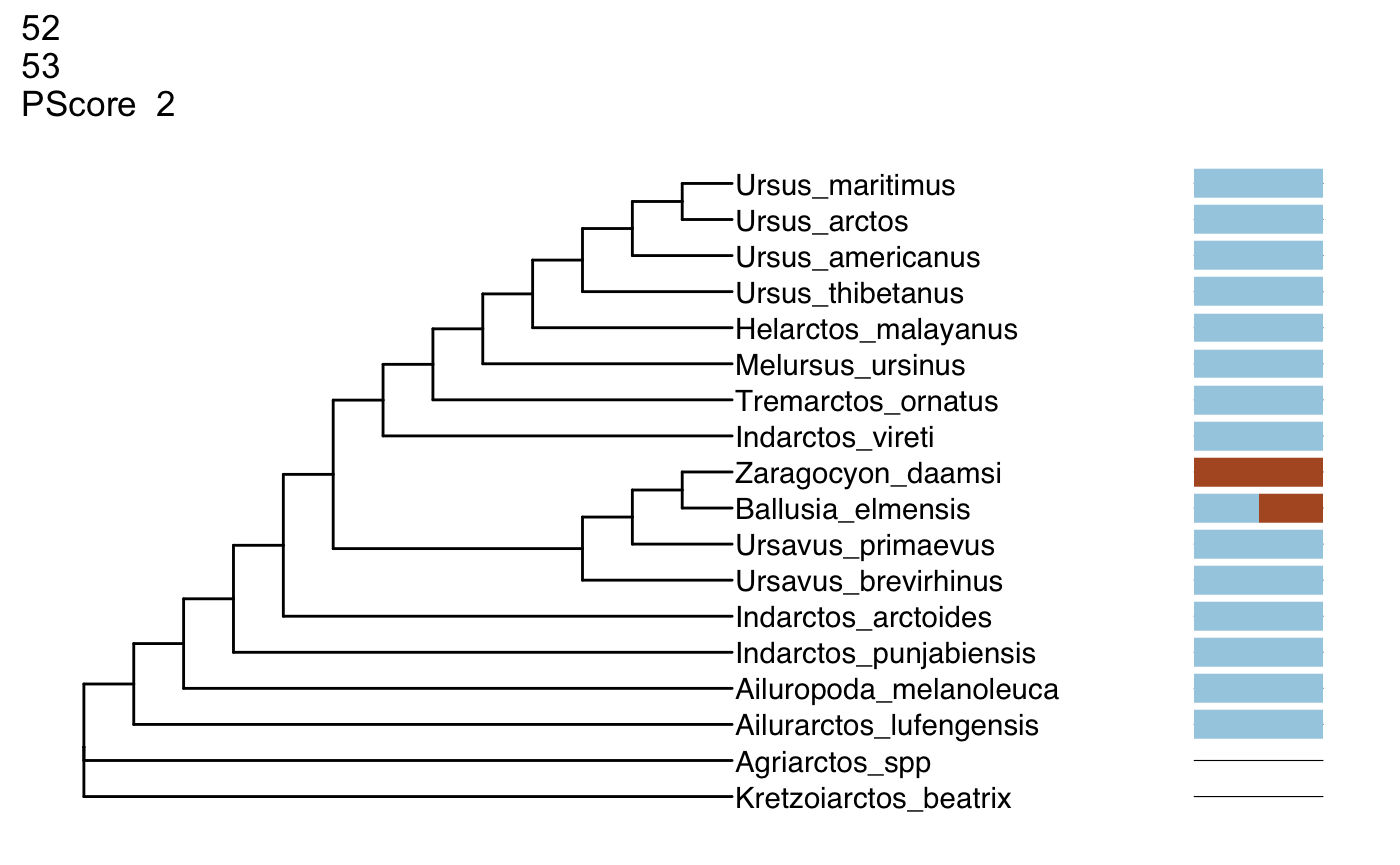 52
53
PScore 2
Ursus_maritimus
Ursus_arctos
Ursus_americanus
Ursus_thibetanus
Helarctos_malayanus
Melursus_ursinus
Tremarctos_ornatus
Indarctos_vireti
Zaragocyon_daamsi
Ballusia_elmensis
Ursavus_primaevus
Ursavus_brevirhinus
Indarctos_arctoides
Indarctos_punjabiensis
Ailuropoda_melanoleuca
Ailurarctos_lufengensis
Agriarctos_spp
Kretzoiarctos_beatrix